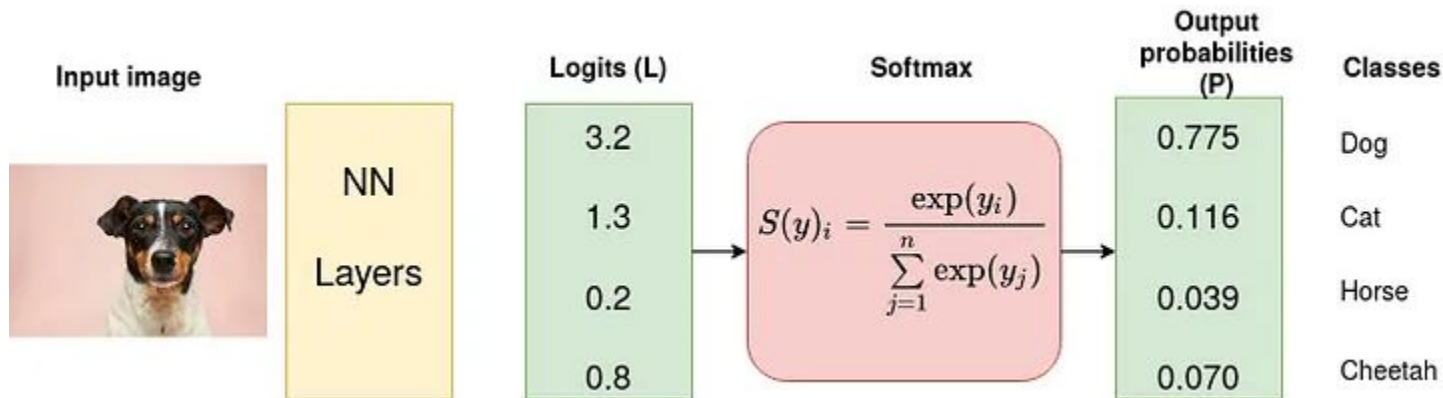 Input image
NN
Layers
Logits (L)
3.2
1.3
0.2
0.8
Softmax
S(y)_i = exp(y_i) / n ∑ j=1 exp(y_j)
Output
probabilities
(P)
0.775
0.116
0.039
0.070
Classes
Dog
Cat
Horse
Cheetah